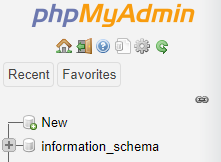 phpMyAdmin
Recent Favorites
New
information_schema